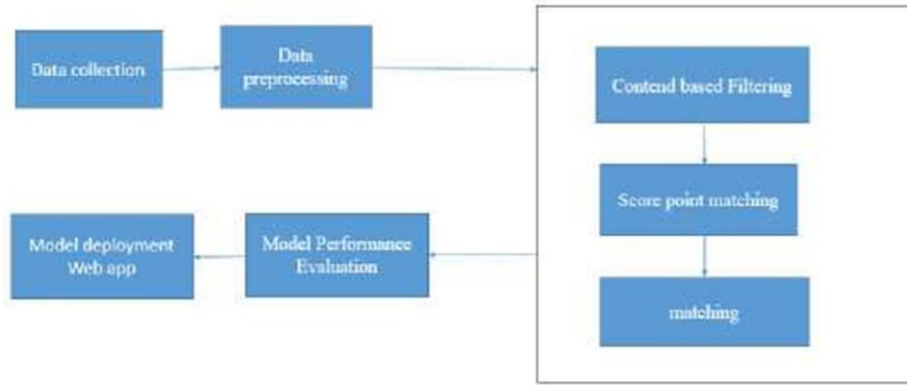 Data collection
Data
preprocessing
Contend based Filtering
Score point matching
matching
Model Performance
Evaluation
Model deployment
Web app